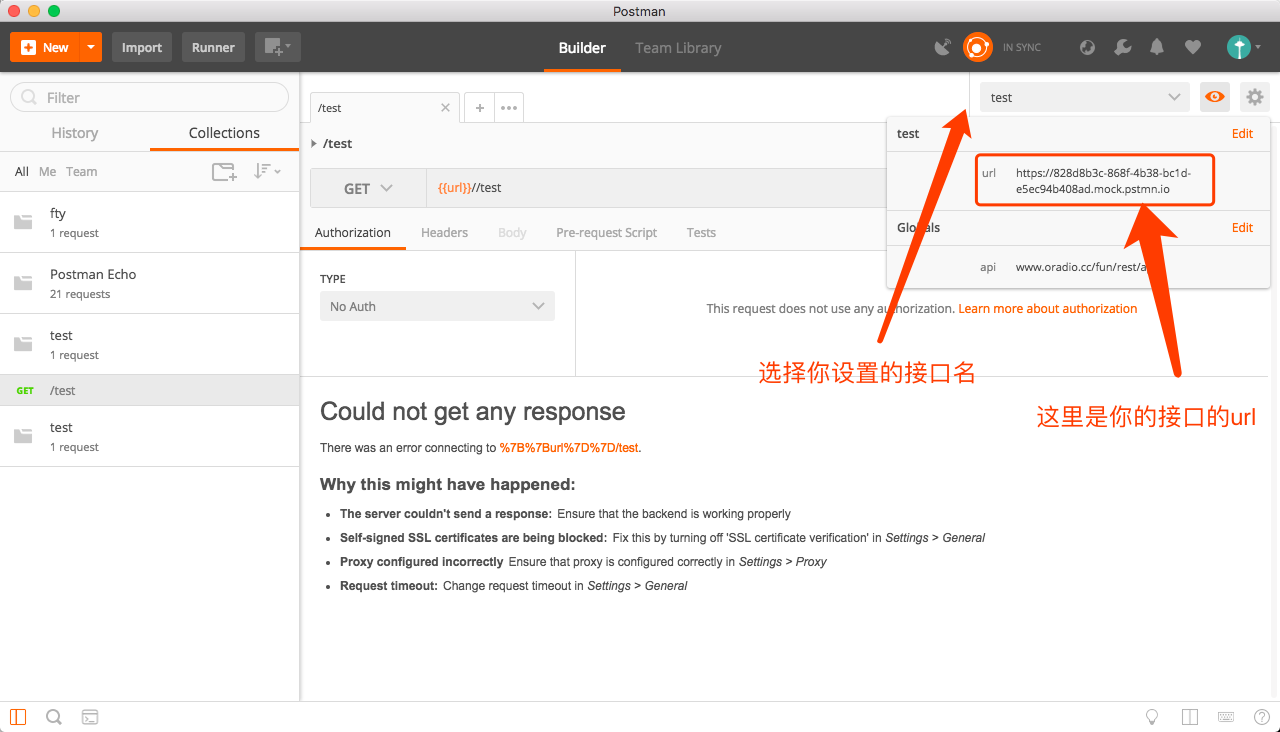 Postman
New
Import
Runner
Builder
Team Library
IN SYNC
Filter
History
Collections
All Me Team
fty
1 request
Postman Echo
21 requests
test
1 request
GET /test
test
1 request
/test
test
/test
GET
{{url}}//test
Authorization
Headers
Body
Pre-request Script
Tests
TYPE
No Auth
This request does not use any authorization. Learn more about authorization
test
Edit
url
https://828d8b3c-868f-4b38-bc1d-
e5ec94b408ad.mock.pstmn.io
Globals
Edit
api
www.oradio.cc/fun/rest/a
选择你设置的接口名
这里是你的接口的url
Could not get any response
There was an error connecting to %7B%7Burl%7D%7D/test.
Why this might have happened:
• The server couldn't send a response: Ensure that the backend is working properly
• Self-signed SSL certificates are being blocked: Fix this by turning off 'SSL certificate verification' in Settings > General
• Proxy configured incorrectly Ensure that proxy is configured correctly in Settings > Proxy
• Request timeout: Change request timeout in Settings > General